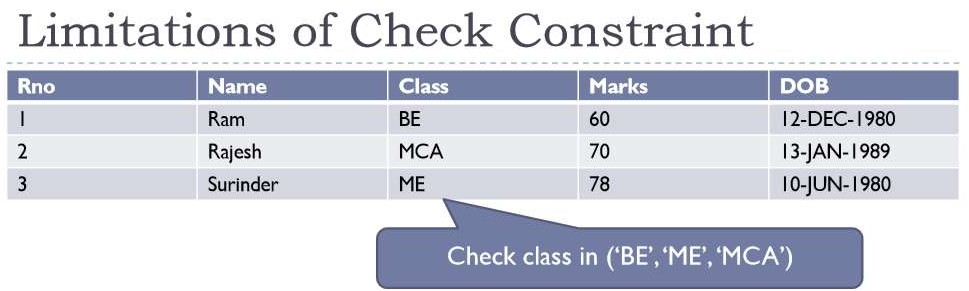 Limitations of Check Constraint
Rno Name Class Marks DOB
1 Ram BE 60 12-DEC-1980
2 Rajesh MCA 70 13-JAN-1989
3 Surinder ME 78 10-JUN-1980
Check class in (‘BE’, ‘ME’, ‘MCA’)